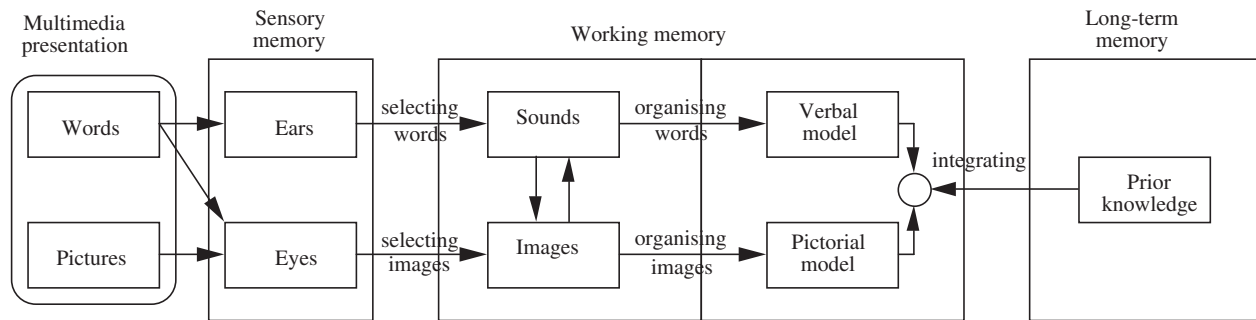 Multimedia
presentation
Sensory
memory
Working memory
Long-term
memory
Words
Ears
selecting
words
Sounds
organising
words
Verbal
model
integrating
Prior
knowledge
Pictures
Eyes
selecting
images
Images
organising
images
Pictorial
model